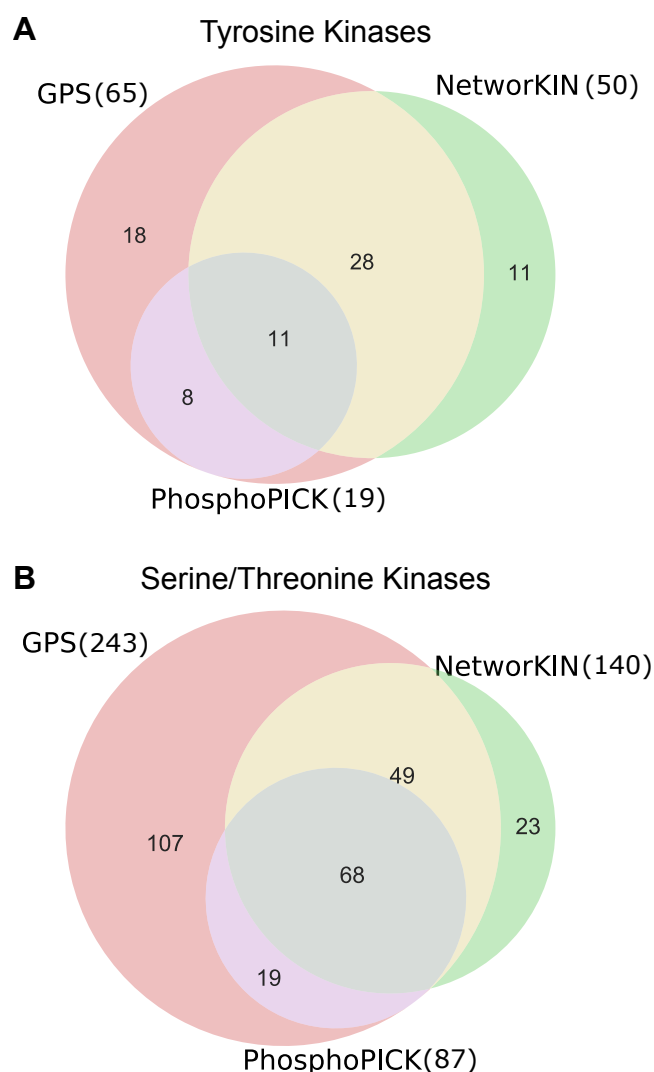 A
Tyrosine Kinases
GPS(65)
NetworKIN(50)
18
28
11
11
8
PhosphoPICK(19)
B
Serine/Threonine Kinases
GPS(243)
NetworKIN(140)
49
23
107
68
19
PhosphoPICK(87)